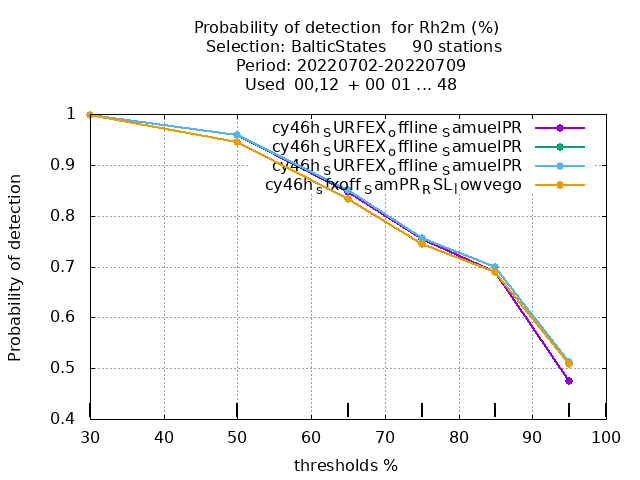 Probability of detection for Rh2m (%)
Selection: BalticStates 90 stations
Period: 20220702-20220709
Used 00,12 + 00 01 ... 48
cy46h_SURFEX_offline_SamuelPR
cy46h_SURFEX_offline_SamuelPR
cy46h_SURFEX_offline_SamuelPR
cy46h_sfxoff_SamPR_RSL_lowvego
Probability of detection
1
0.9
0.8
0.7
0.6
0.5
0.4
30 40 50 60 70 80 90 100
thresholds %